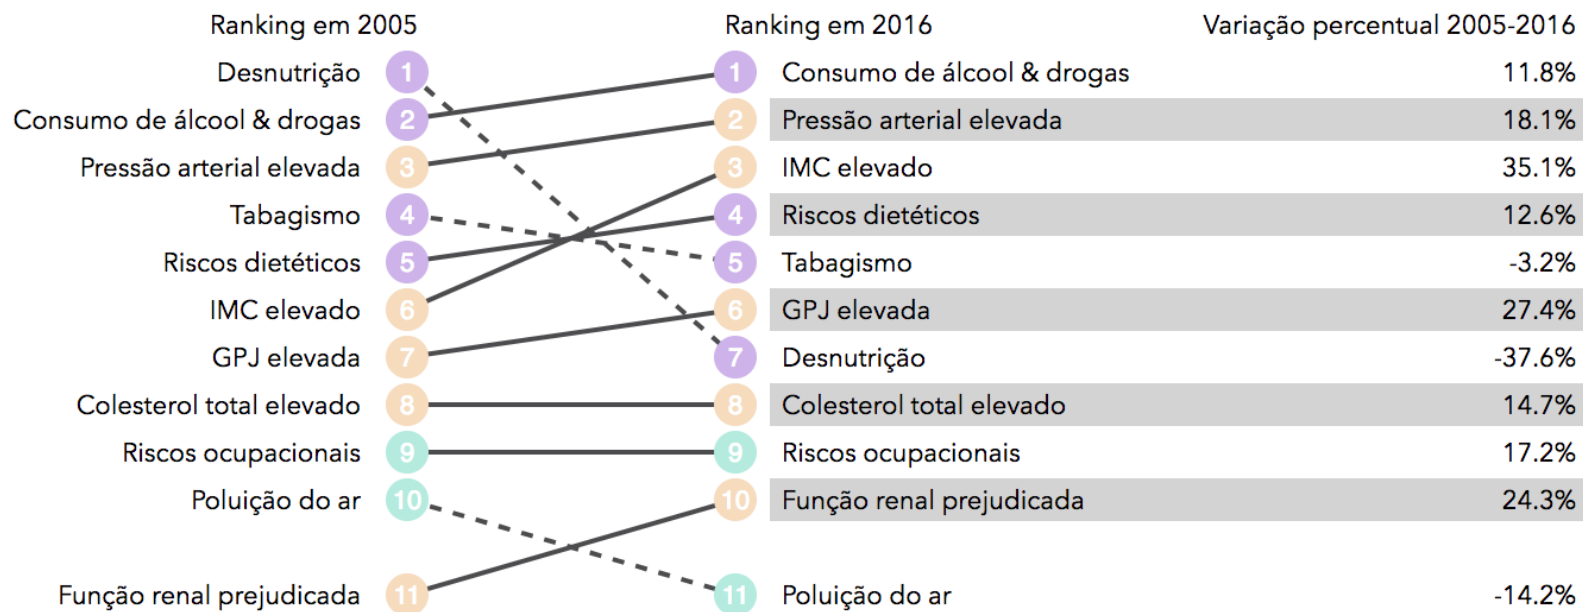 Ranking em 2005 Ranking em 2016 Variação percentual 2005-2016
Desnutrição 1 1 Consumo de álcool & drogas 11.8%
Consumo de álcool & drogas 2 2 Pressão arterial elevada 18.1%
Pressão arterial elevada 3 3 IMC elevado 35.1%
Tabagismo 4 4 Riscos dietéticos 12.6%
Riscos dietéticos 5 5 Tabagismo -3.2%
IMC elevado 6 6 GPJ elevada 27.4%
GPJ elevada 7 7 Desnutrição -37.6%
Colesterol total elevado 8 8 Colesterol total elevado 14.7%
Riscos ocupacionais 9 9 Riscos ocupacionais 17.2%
Poluição do ar 10 10 Função renal prejudicada 24.3%
Função renal prejudicada 11 11 Poluição do ar -14.2%